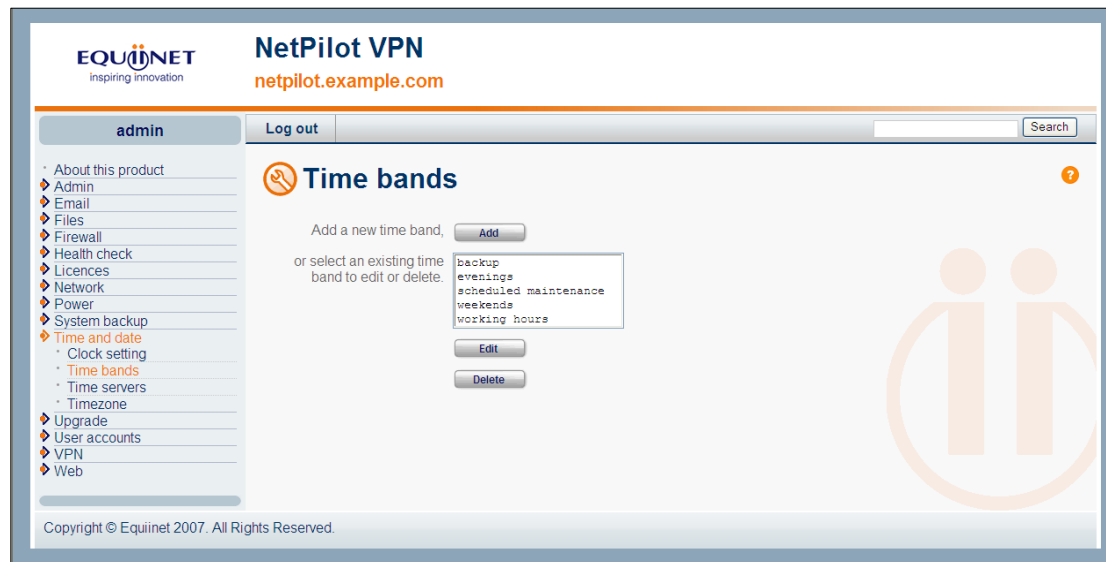 EQUiiNET
inspiring innovation
NetPilot VPN
netpilot.example.com
admin
Log out
Search
About this product
Admin
Email
Files
Firewall
Health check
Licences
Network
Power
System backup
Time and date
Clock setting
Time bands
Time servers
Timezone
Upgrade
User accounts
VPN
Web
Time bands
?
Add a new time band,
Add
or select an existing time
band to edit or delete.
backup
evenings
scheduled maintenance
weekends
working hours
Edit
Delete
Copyright © Equiinet 2007. All Rights Reserved.